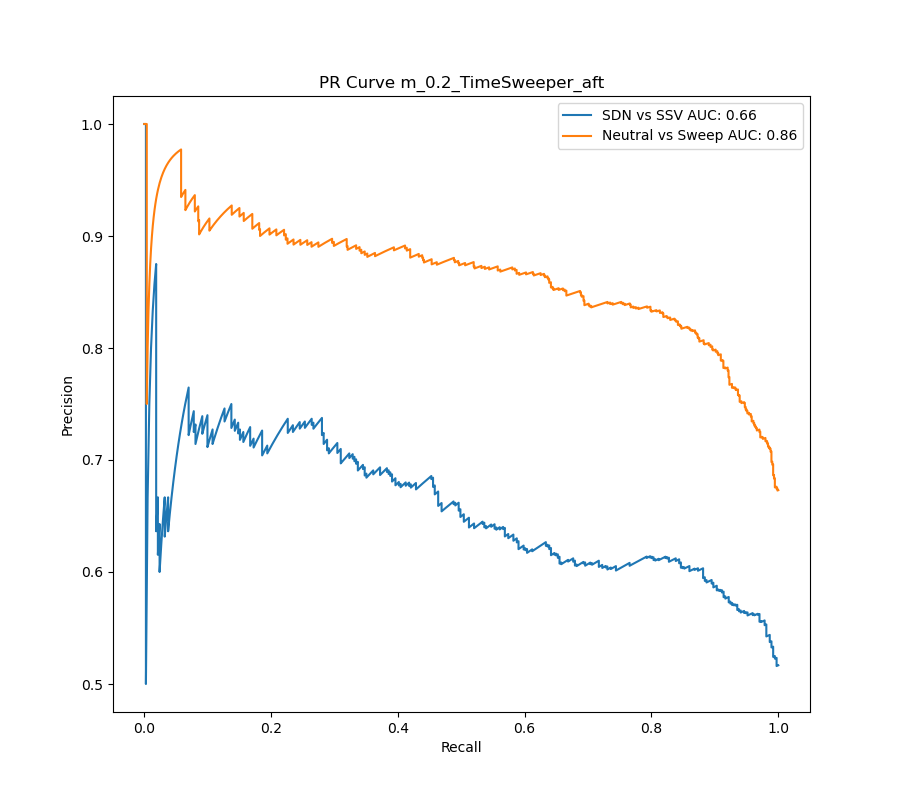 PR Curve m_0.2_TimeSweeper_aft
SDN vs SSV AUC: 0.66
Neutral vs Sweep AUC: 0.86
1.0
0.9
0.8
0.7
0.6
0.5
Precision
0.0 0.2 0.4 0.6 0.8 1.0
Recall